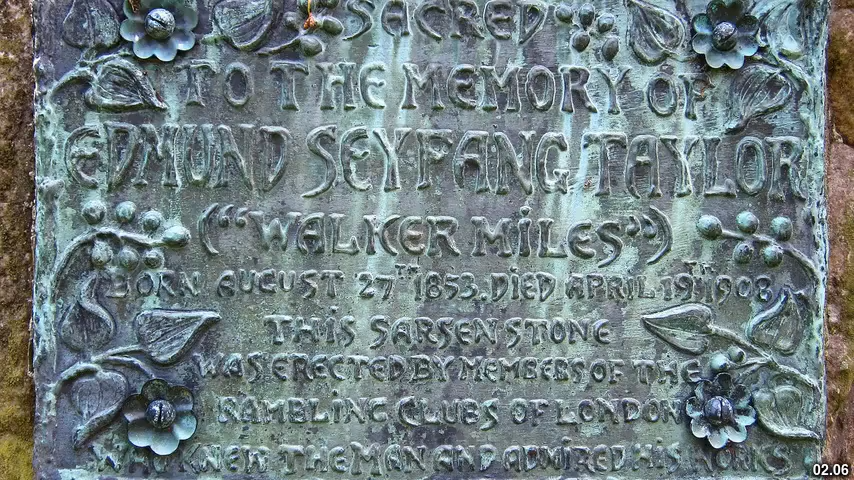 SACRED
TO THE MEMORY OF
EDMUND SEYFANG TAYLOR
("WALKER MILES")
BORN AUGUST 27TH 1853. DIED APRIL 19TH 1908
THIS SARSEN STONE
WAS ERECTED BY MEMBERS OF THE
RAMBLING CLUBS OF LONDON
WHO KNEW THE MAN AND ADMIRED HIS WORKS
02.06